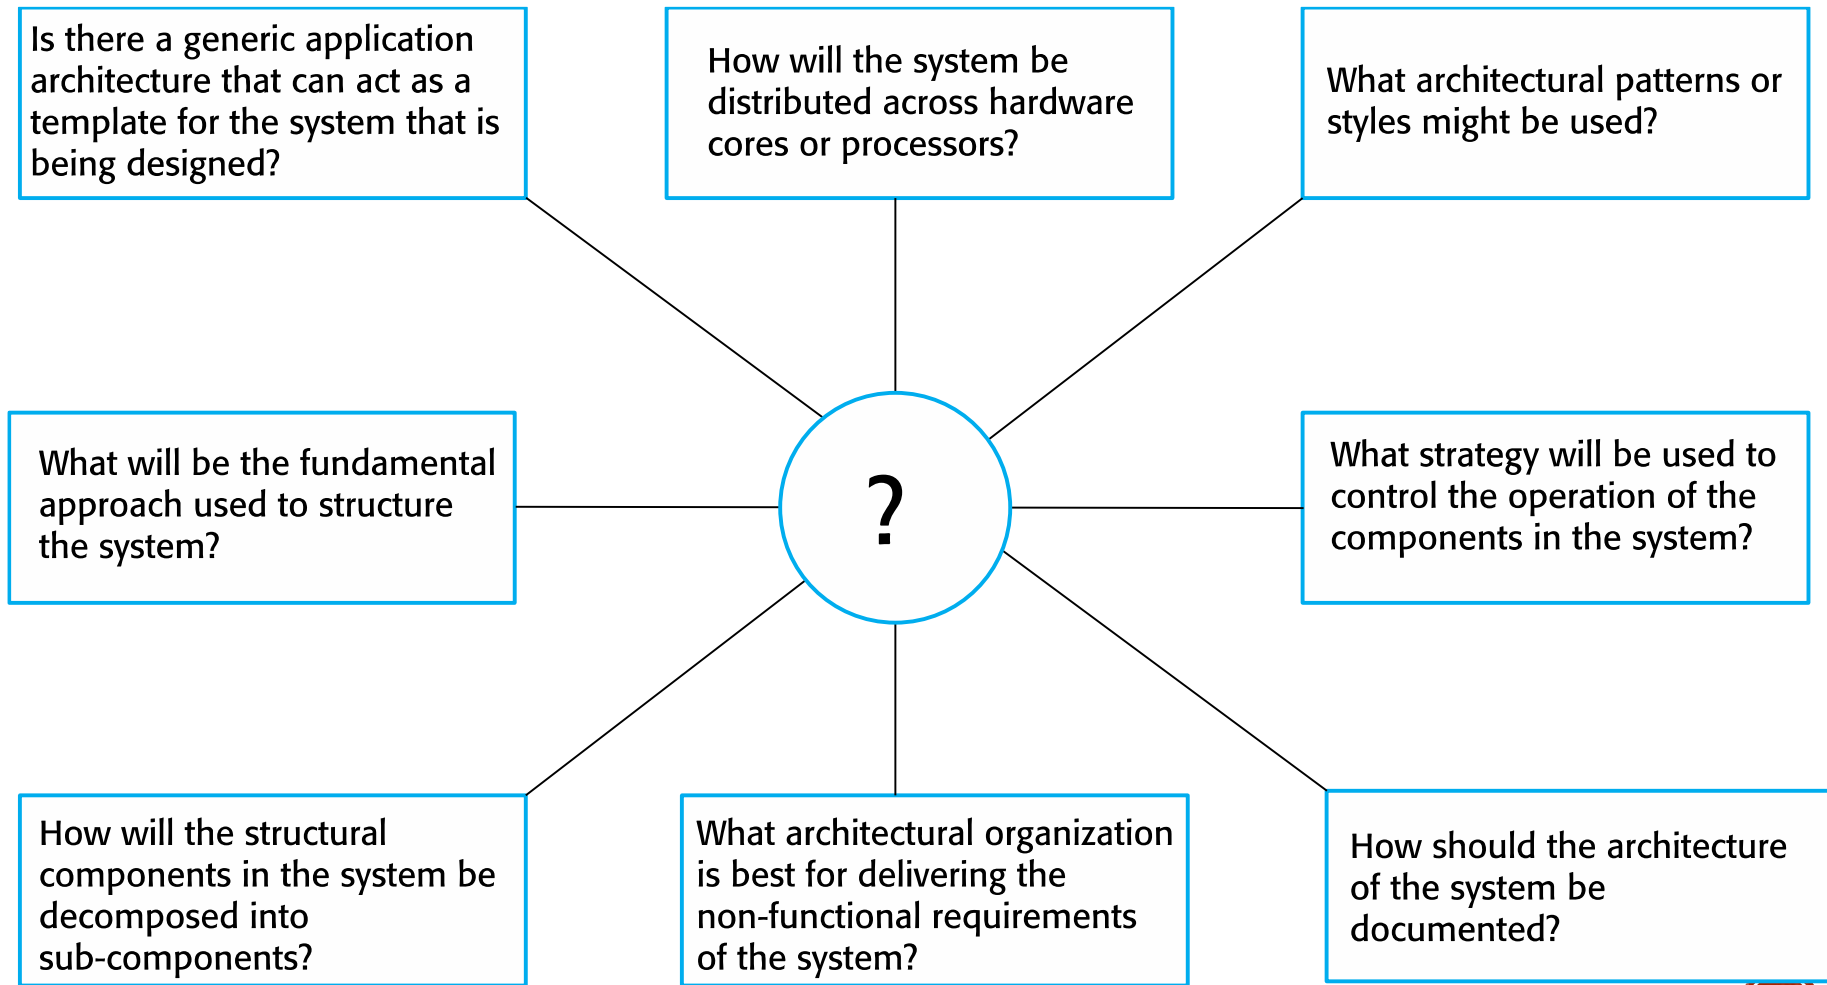 Is there a generic application
architecture that can act as a
template for the system that is
being designed?
How will the system be
distributed across hardware
cores or processors?
What architectural patterns or
styles might be used?
What will be the fundamental
approach used to structure
the system?
?
What strategy will be used to
control the operation of the
components in the system?
How will the structural
components in the system be
decomposed into
sub-components?
What architectural organization
is best for delivering the
non-functional requirements
of the system?
How should the architecture
of the system be
documented?